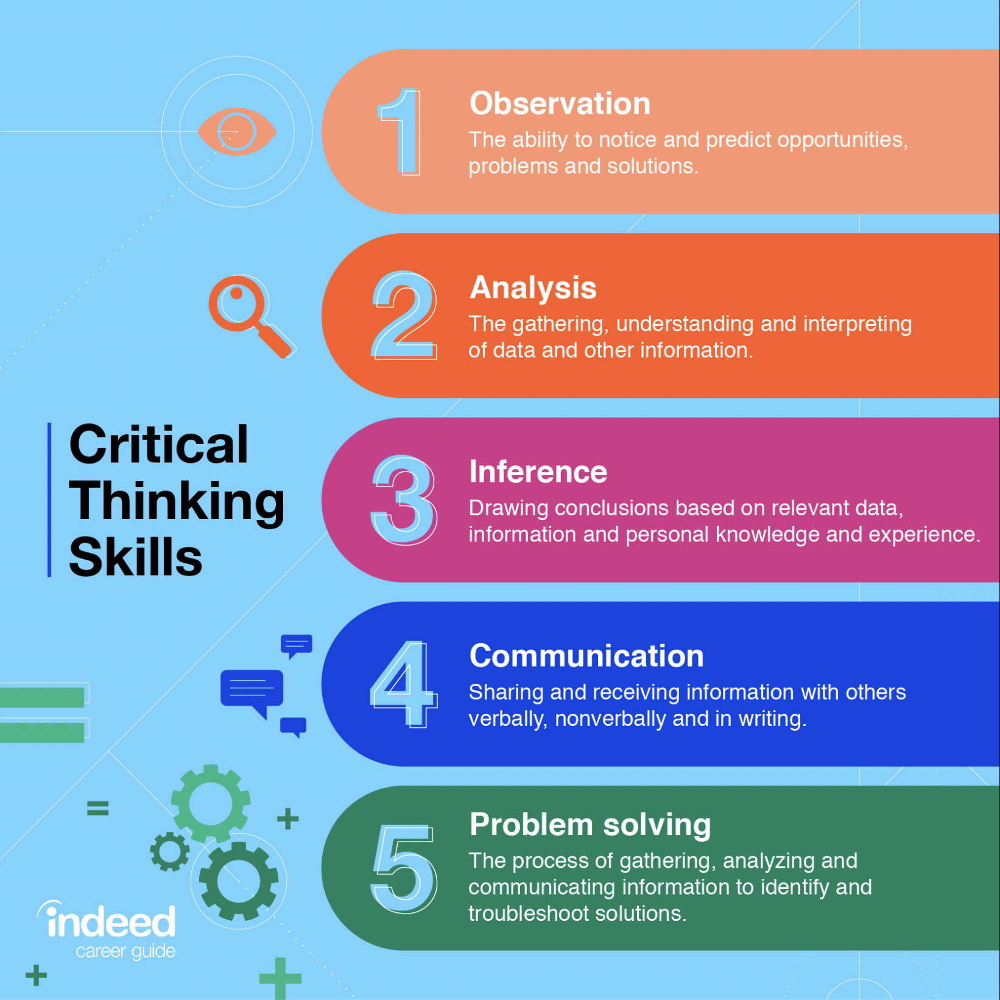 Critical
Thinking
Skills
1
Observation
The ability to notice and predict opportunities,
problems and solutions.
2
Analysis
The gathering, understanding and interpreting
of data and other information.
3
Inference
Drawing conclusions based on relevant data,
information and personal knowledge and experience.
4
Communication
Sharing and receiving information with others
verbally, nonverbally and in writing.
5
Problem solving
The process of gathering, analyzing and
communicating information to identify and
troubleshoot solutions.
indeed
career guide